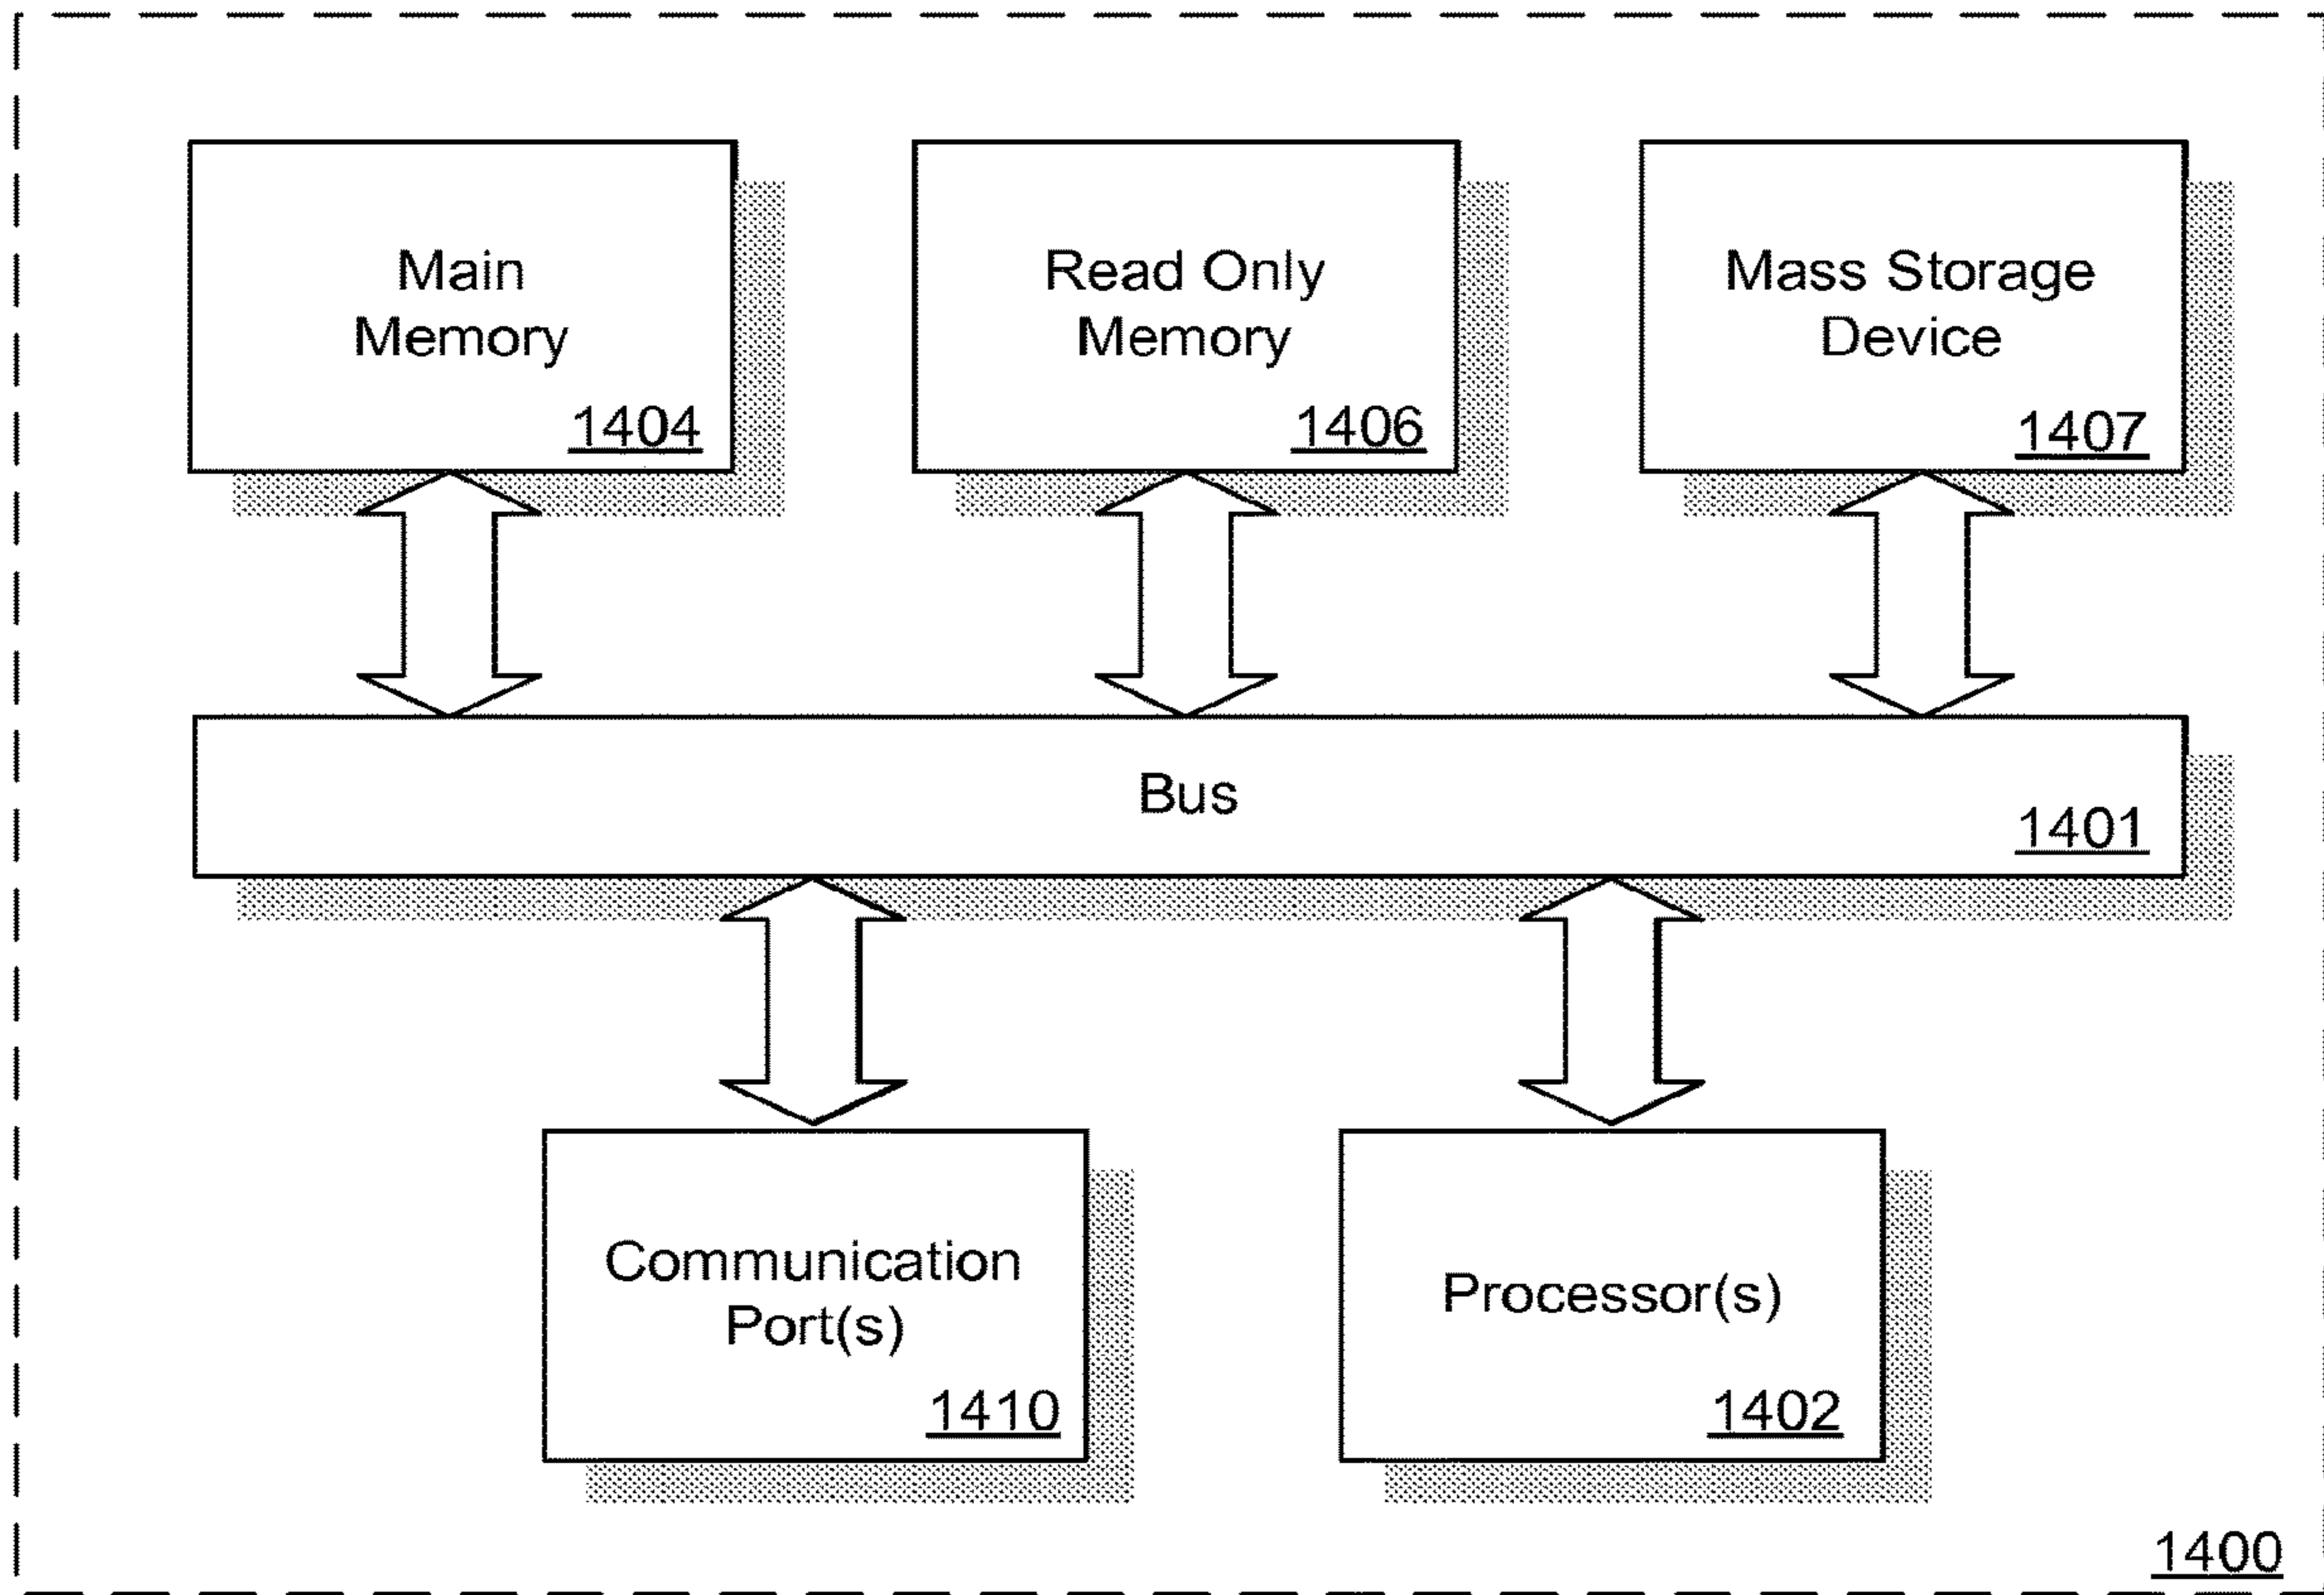 Main
Memory
1404
Read Only
Memory
1406
Mass Storage
Device
1407
Bus
1401
Communication
Port(s)
1410
Processor(s)
1402
1400